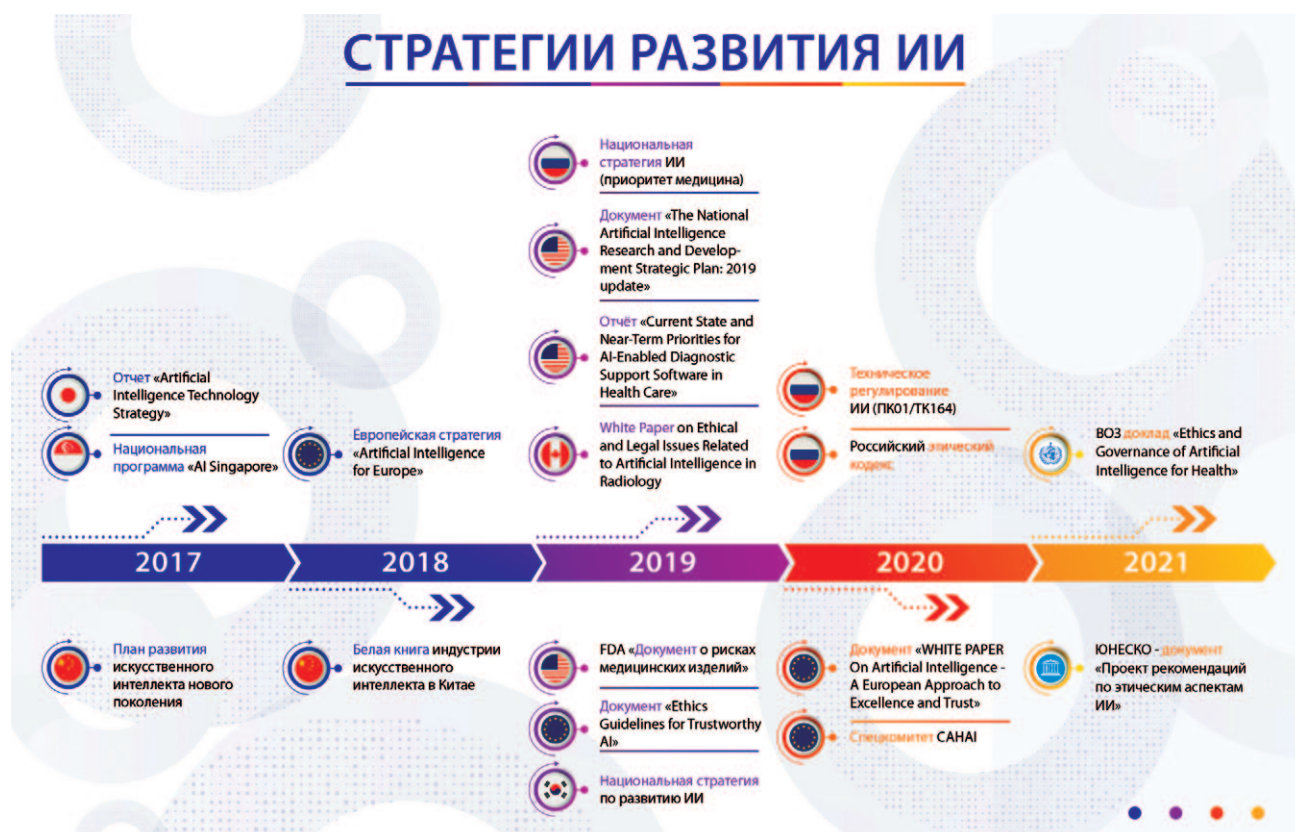 СТРАТЕГИИ РАЗВИТИЯ ИИ
Отчет «Artificial
Intelligence Technology
Strategy»
Национальная
программа «AI Singapore»
Европейская стратегия
«Artificial Intelligence
for Europe»
Национальная
стратегия ИИ
(приоритет медицина)
Документ «The National
Artificial Intelligence
Research and Develop-
ment Strategic Plan: 2019
update»
Отчёт «Current State and
Near-Term Priorities for
AI-Enabled Diagnostic
Support Software in
Health Care»
White Paper on Ethical
and Legal Issues Related
to Artificial Intelligence in
Radiology
Техническое
регулирование
ИИ (ПК01/ТК164)
Российский этический
кодекс
ВОЗ доклад «Ethics and
Governance of Artificial
Intelligence for Health»
2017
2018
2019
2020
2021
План развития
искусственного
интеллекта нового
поколения
Белая книга индустрии
искусственного
интеллекта в Китае
FDA «Документ о рисках
медицинских изделий»
Документ «Ethics
Guidelines for Trustworthy
AI»
Национальная стратегия
по развитию ИИ
Документ «WHITE PAPER
On Artificial Intelligence -
A European Approach to
Excellence and Trust»
Спецкомитет CAHAI
ЮНЕСКО - документ
«Проект рекомендаций
по этическим аспектам
ИИ»